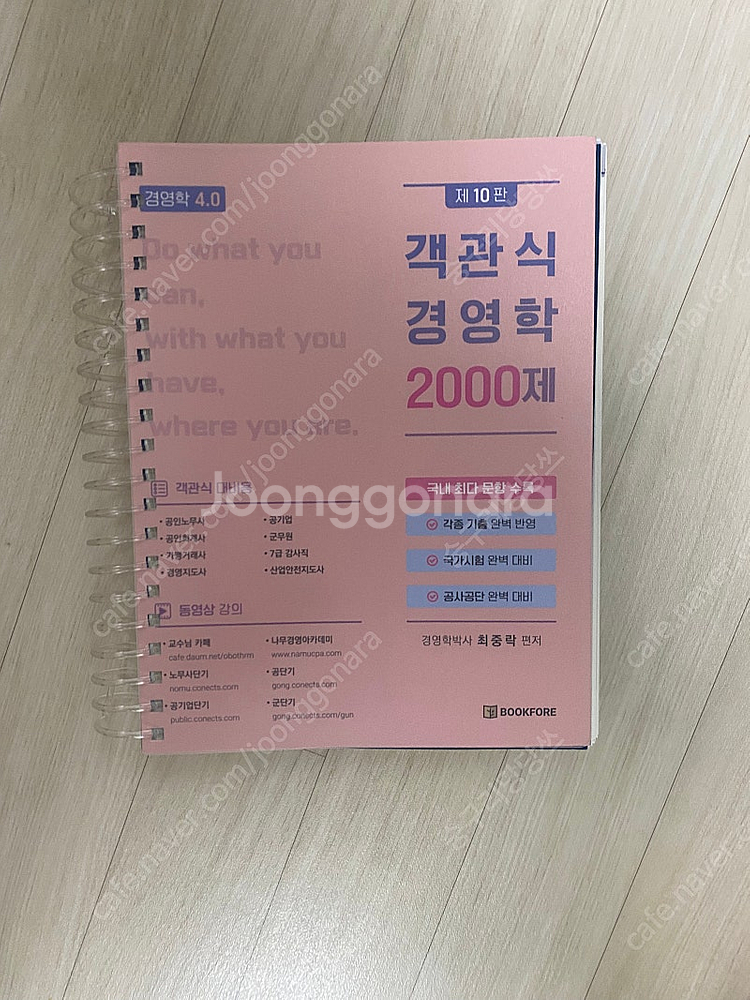 경영학 4.0
Do what you
can,
with what you
have,
where you are.
제 10 판
객관식
경영학
2000제
국내 최다 문항 수록
각종 기출 완벽 반영
국가시험 완벽 대비
공사공단 완벽 대비
경영학박사 최중락 편저
BOOKFORE
객관식 대비용
• 공인노무사
• 공인회계사
• 가맹거래사
• 경영지도사
• 공기업
• 군무원
• 7급 감사직
• 산업안전지도사
동영상 강의
• 교수님 카페
cafe.daum.net/obothrm
• 노무사단기
nomu.conects.com
• 공기업단기
public.conects.com
• 나무경영아카데미
www.namucpa.com
• 공단기
gong.conects.com
• 군단기
gong.conects.com/gun
Joonggonara
cafe.naver.com/joonggonara